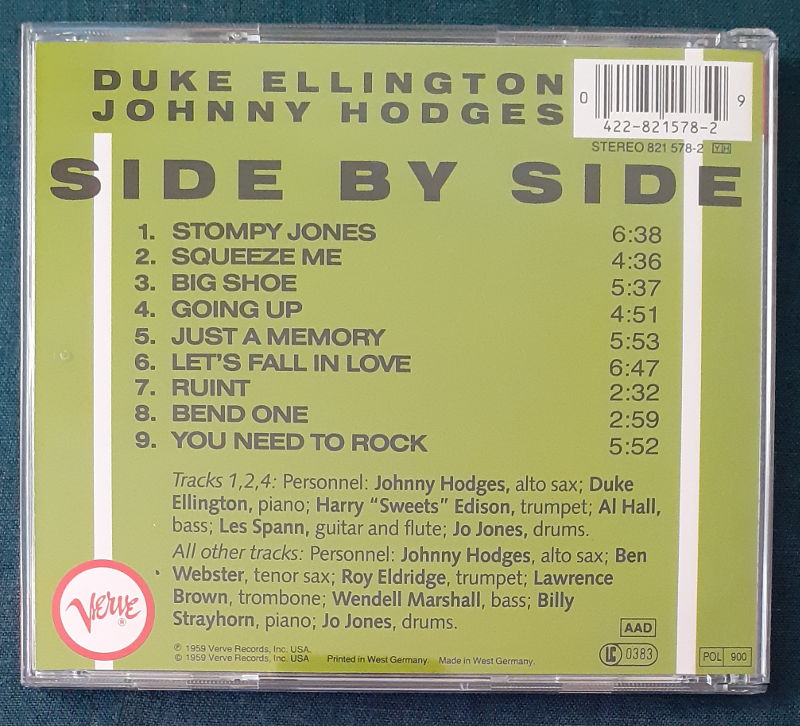 DUKE ELLINGTON
JOHNNY HODGES
0 9
422-821578-2
STEREO 821 578-2 YH
SIDE BY SIDE
1. STOMPY JONES 6:38
2. SQUEEZE ME 4:36
3. BIG SHOE 5:37
4. GOING UP 4:51
5. JUST A MEMORY 5:53
6. LET'S FALL IN LOVE 6:47
7. RUINT 2:32
8. BEND ONE 2:59
9. YOU NEED TO ROCK 5:52
Tracks 1,2,4: Personnel: Johnny Hodges, alto sax; Duke
Ellington, piano; Harry "Sweets" Edison, trumpet; Al Hall,
bass; Les Spann, guitar and flute; Jo Jones, drums.
All other tracks: Personnel: Johnny Hodges, alto sax; Ben
Webster, tenor sax; Roy Eldridge, trumpet; Lawrence
Brown, trombone; Wendell Marshall, bass; Billy
Strayhorn, piano; Jo Jones, drums.
VERVE ®
AAD
LC 0383
POL 900
℗ 1959 Verve Records, Inc. USA.
© 1959 Verve Records, Inc. USA Printed in West Germany. Made in West Germany.